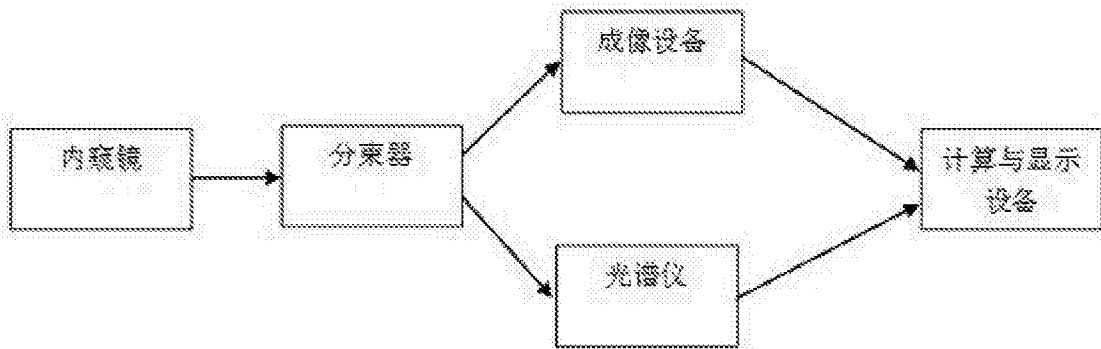 成像设备
内窥镜
分束器
计算与显示
设备
光谱仪